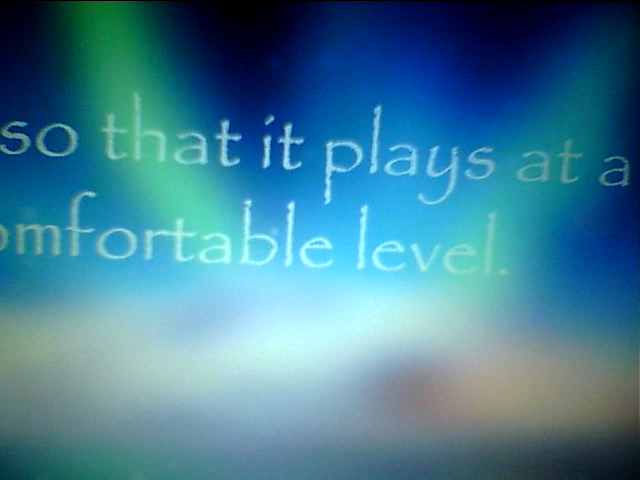 so that it plays at a
omfortable level.